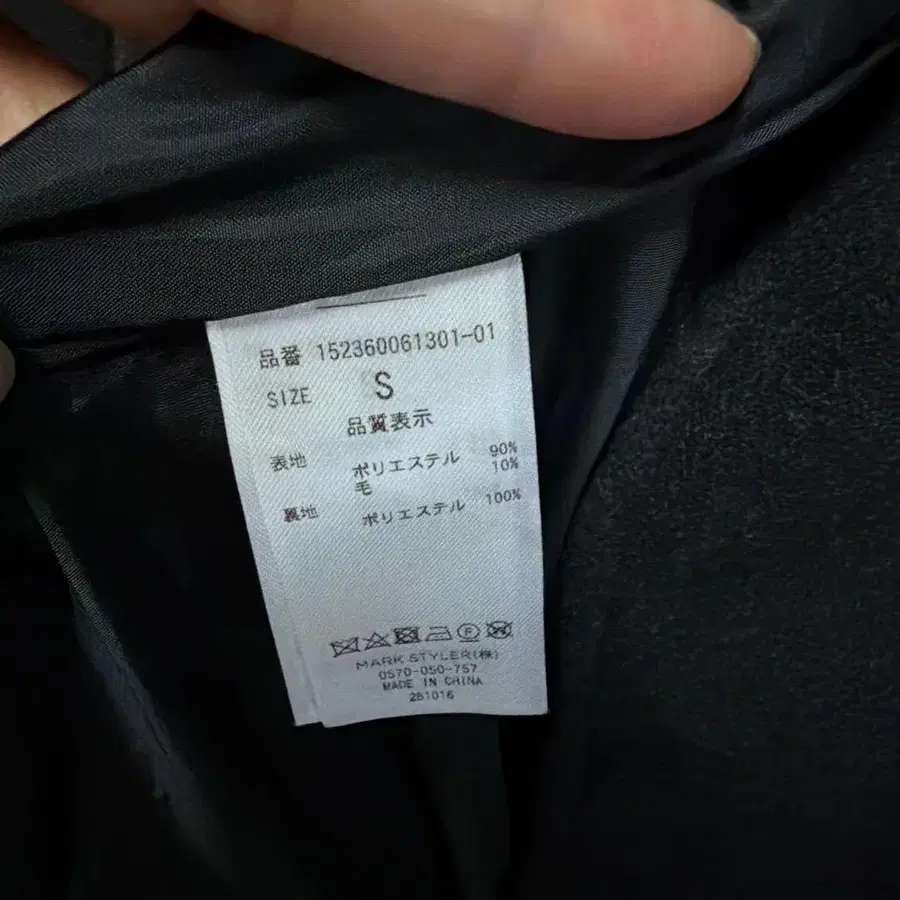 品番 152360061301-01
SIZE S
品質表示
表地 ポリエステル 90%
毛 10%
裏地 ポリエステル 100%
MARK STYLER(株)
0570-050-757
MADE IN CHINA
251016